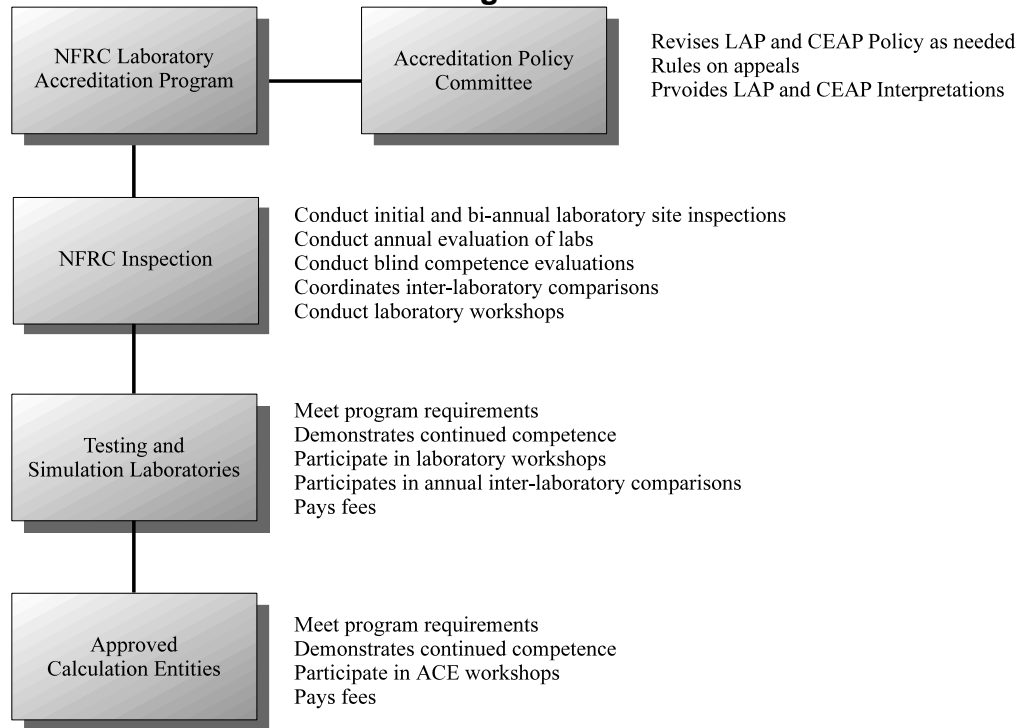 NFRC Laboratory
Accreditation Program
Accreditation Policy
Committee
Revises LAP and CEAP Policy as needed
Rules on appeals
Prvoides LAP and CEAP Interpretations
NFRC Inspection
Conduct initial and bi-annual laboratory site inspections
Conduct annual evaluation of labs
Conduct blind competence evaluations
Coordinates inter-laboratory comparisons
Conduct laboratory workshops
Testing and
Simulation Laboratories
Meet program requirements
Demonstrates continued competence
Participate in laboratory workshops
Participates in annual inter-laboratory comparisons
Pays fees
Approved
Calculation Entities
Meet program requirements
Demonstrates continued competence
Participate in ACE workshops
Pays fees